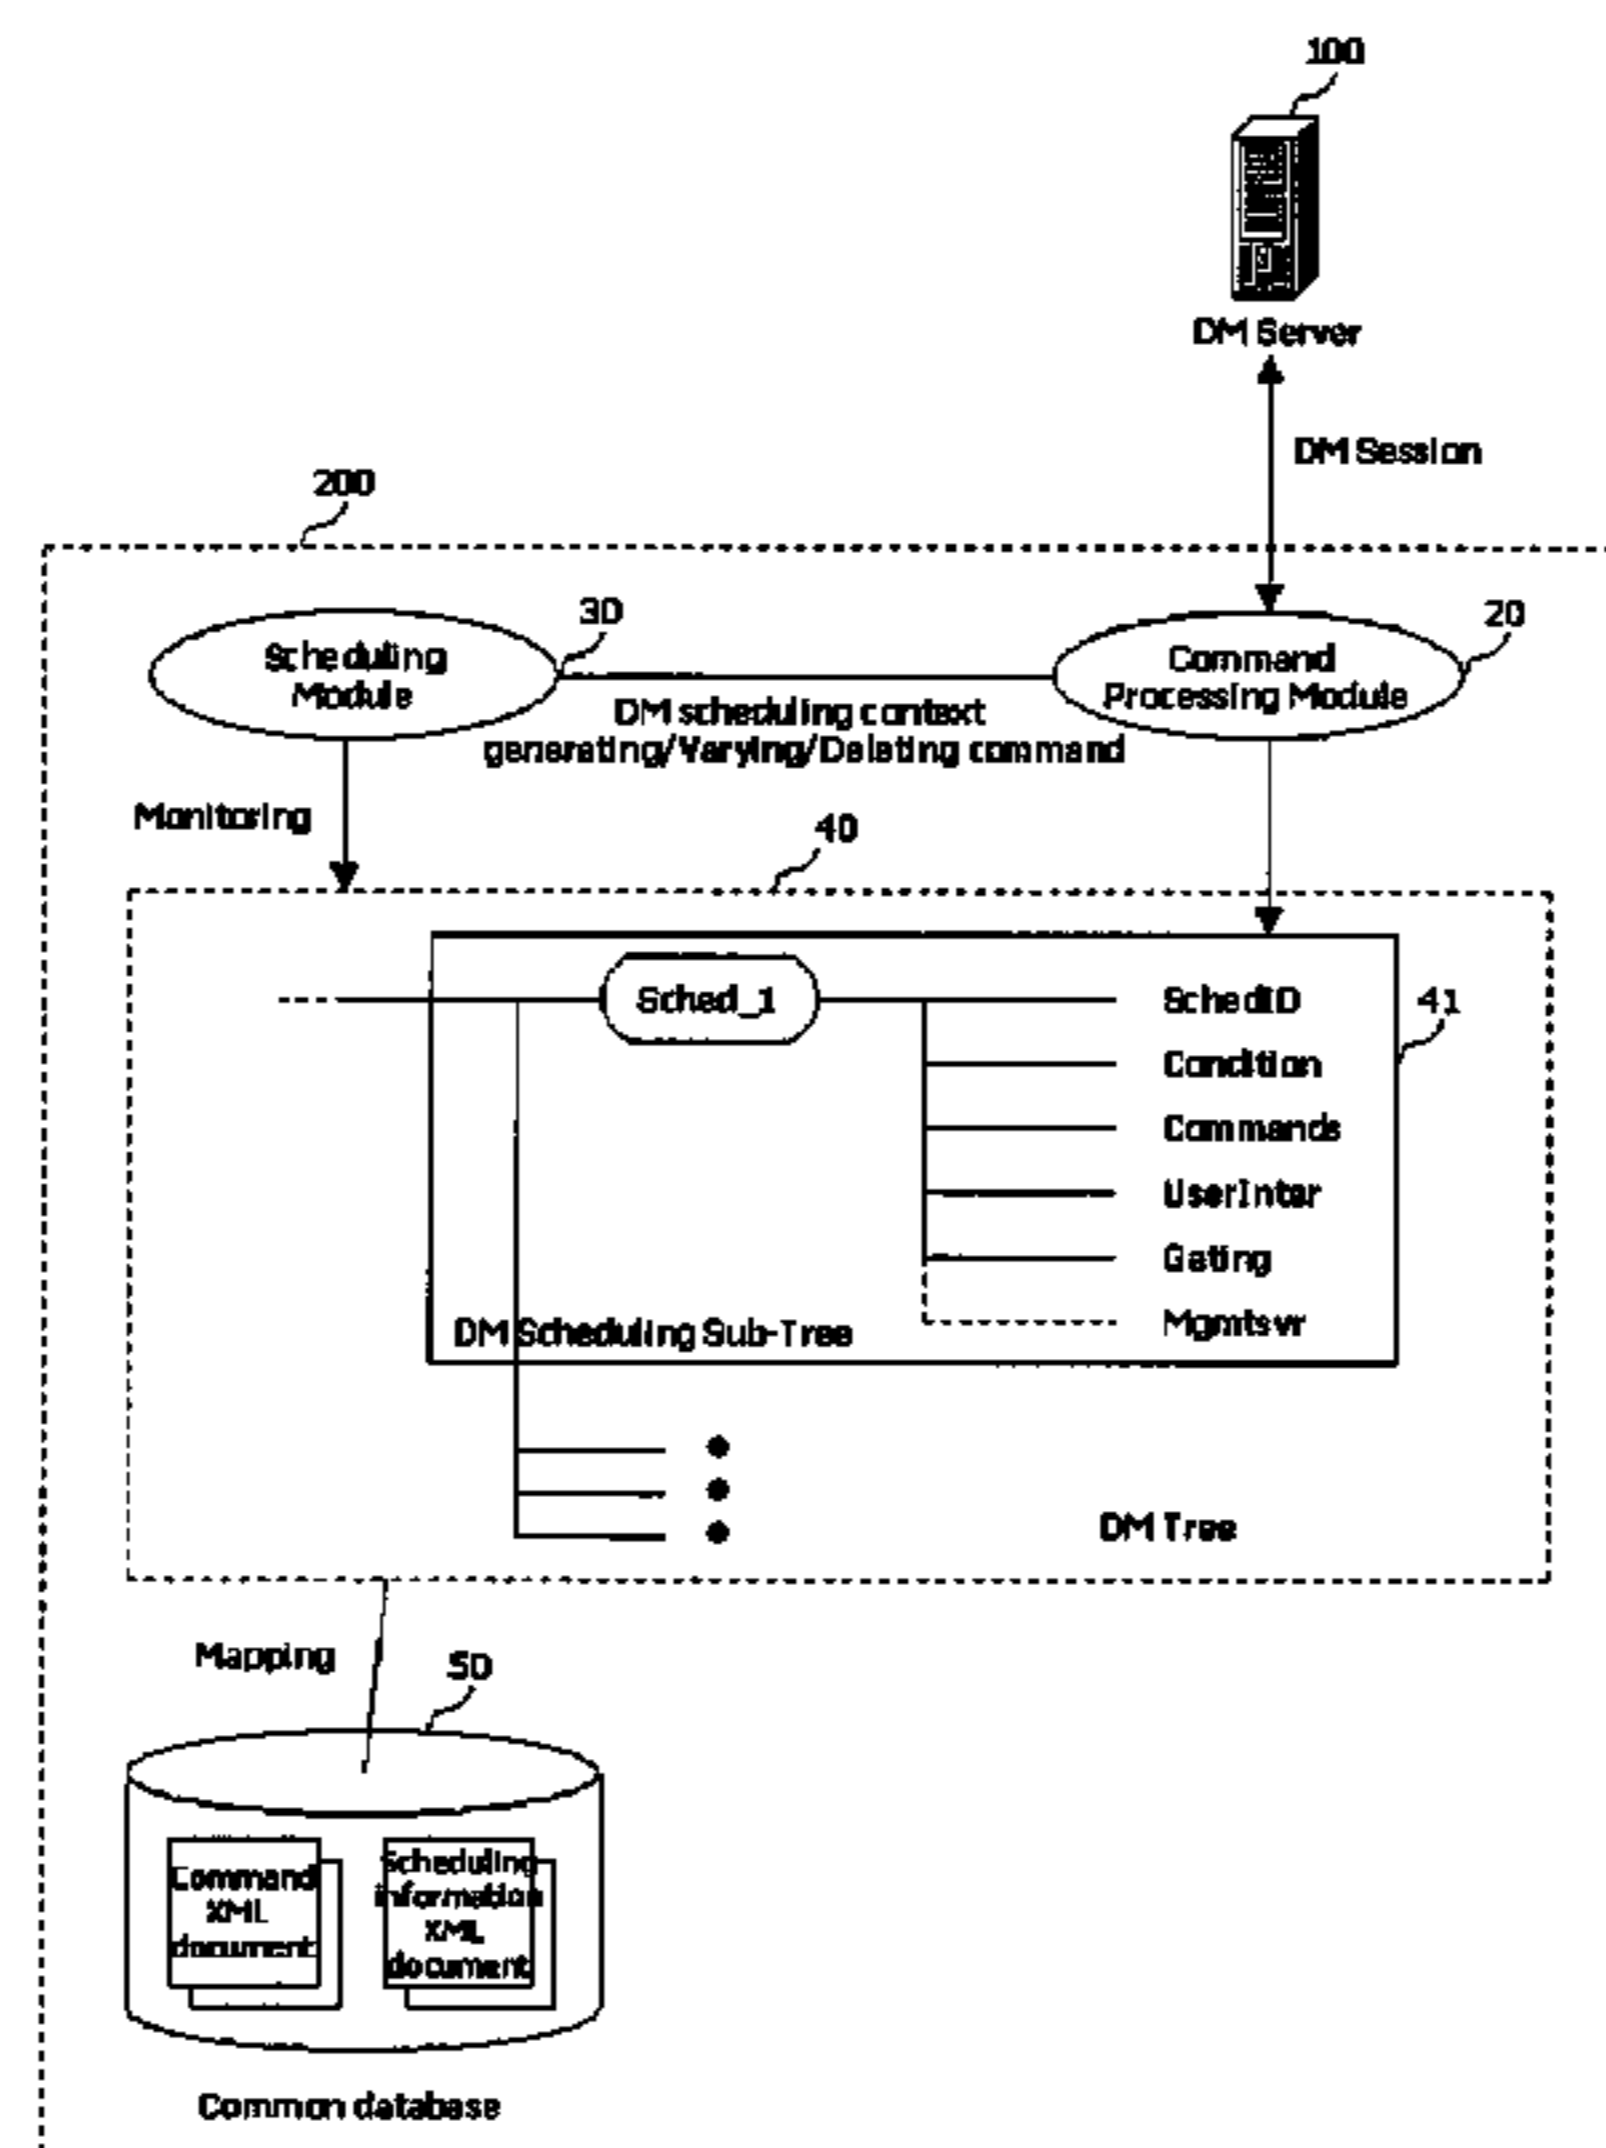 100
DM Server
DM Session
200
30
20
Scheduling
Module
Command
Processing Module
DM scheduling context
generating/Varying/Deleting command
Monitoring
40
Sched_1
SchedID
41
Condition
Commands
UserInter
Gating
Mgmtsvr
DM Scheduling Sub-Tree
DM Tree
Mapping
50
Command
XML
document
Scheduling
information
XML
document
Common database